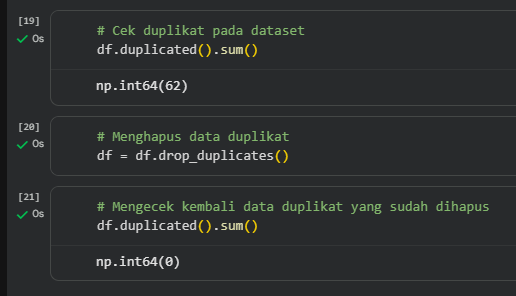 [19]
0s
# Cek duplikat pada dataset
df.duplicated().sum()
np.int64(62)
[20]
0s
# Menghapus data duplikat
df = df.drop_duplicates()
[21]
0s
# Mengecek kembali data duplikat yang sudah dihapus
df.duplicated().sum()
np.int64(0)